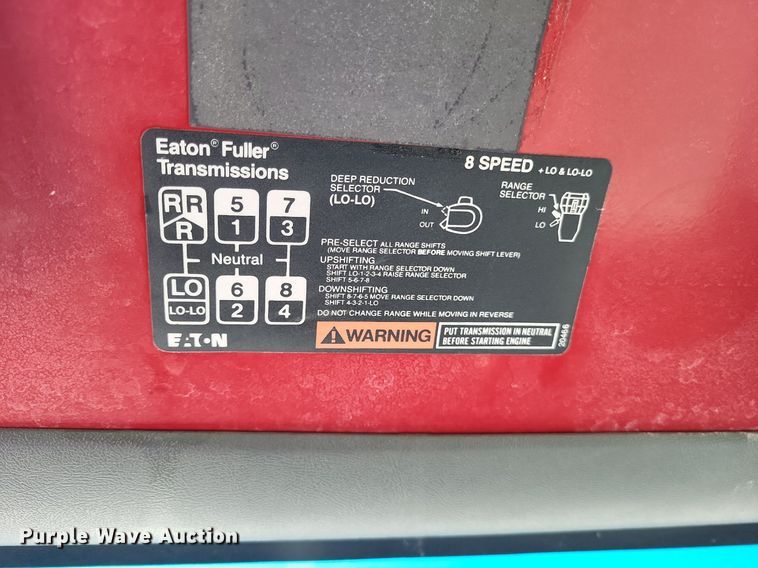 Eaton® Fuller®
Transmissions
8 SPEED + LO & LO-LO
R R
R
5
1
7
3
Neutral
LO
LO-LO
6
2
8
4
DEEP REDUCTION
SELECTOR
(LO-LO)
IN
OUT
RANGE
SELECTOR
HI
LO
PRE-SELECT ALL RANGE SHIFTS
(MOVE RANGE SELECTOR BEFORE MOVING SHIFT LEVER)
UPSHIFTING
START WITH RANGE SELECTOR DOWN
SHIFT LO-1-2-3-4 RAISE RANGE SELECTOR
SHIFT 5-6-7-8
DOWNSHIFTING
SHIFT 8-7-6-5 MOVE RANGE SELECTOR DOWN
SHIFT 4-3-2-1-LO
DO NOT CHANGE RANGE WHILE MOVING IN REVERSE
EATON
WARNING
PUT TRANSMISSION IN NEUTRAL
BEFORE STARTING ENGINE
20466
Purple Wave Auction